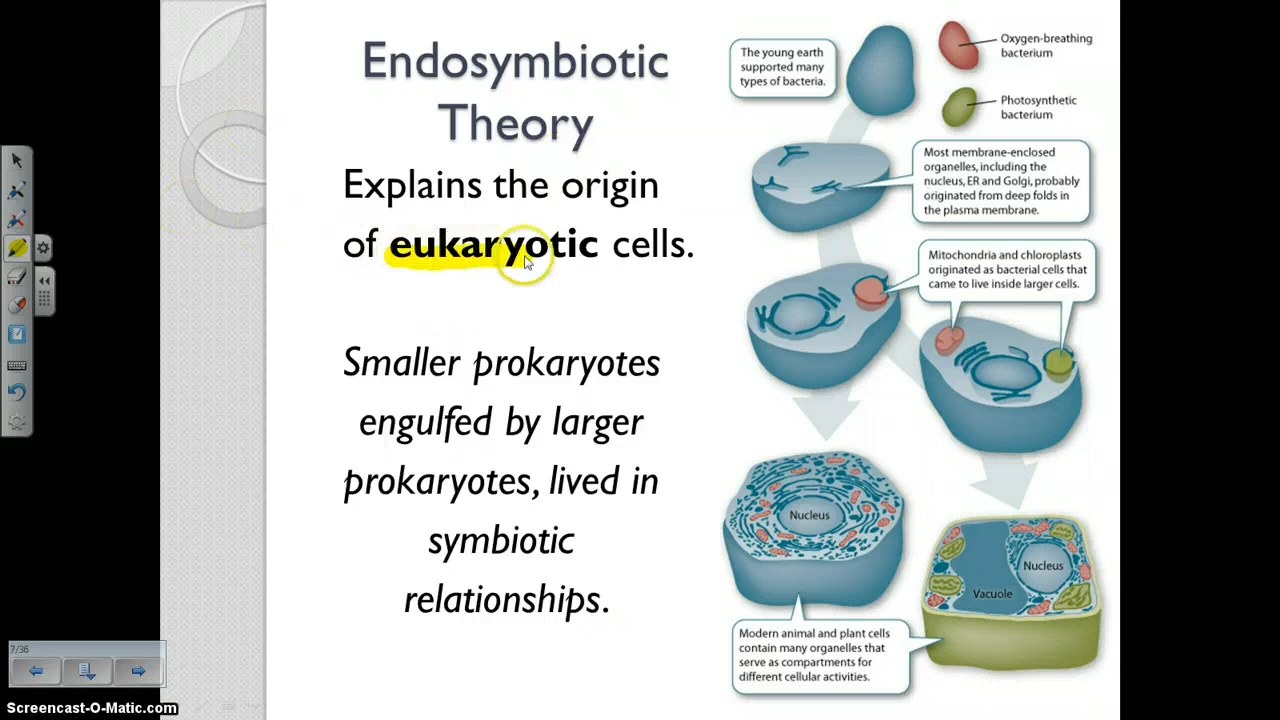 Endosymbiotic
Theory
Explains the origin
of eukaryotic cells.
Smaller prokaryotes
engulfed by larger
prokaryotes, lived in
symbiotic
relationships.
The young earth
supported many
types of bacteria.
Oxygen-breathing
bacterium
Photosynthetic
bacterium
Most membrane-enclosed
organelles, including the
nucleus, ER and Golgi, probably
originated from deep folds in
the plasma membrane.
Mitochondria and chloroplasts
originated as bacterial cells that
came to live inside larger cells.
Nucleus
Nucleus
Vacuole
Modern animal and plant cells
contain many organelles that
serve as compartments for
different cellular activities.
7/36
Screencast-O-Matic.com